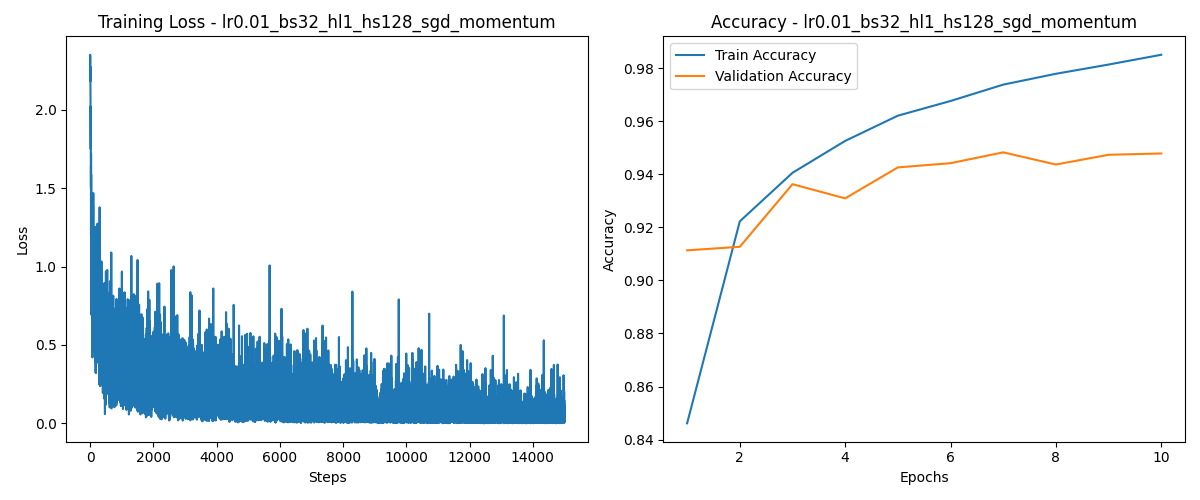 Training Loss - lr0.01_bs32_hl1_hs128_sgd_momentum
2.0
1.5
1.0
0.5
0.0
Loss
0 2000 4000 6000 8000 10000 12000 14000
Steps
Accuracy - lr0.01_bs32_hl1_hs128_sgd_momentum
Train Accuracy
Validation Accuracy
0.98
0.96
0.94
0.92
0.90
0.88
0.86
0.84
Accuracy
2 4 6 8 10
Epochs